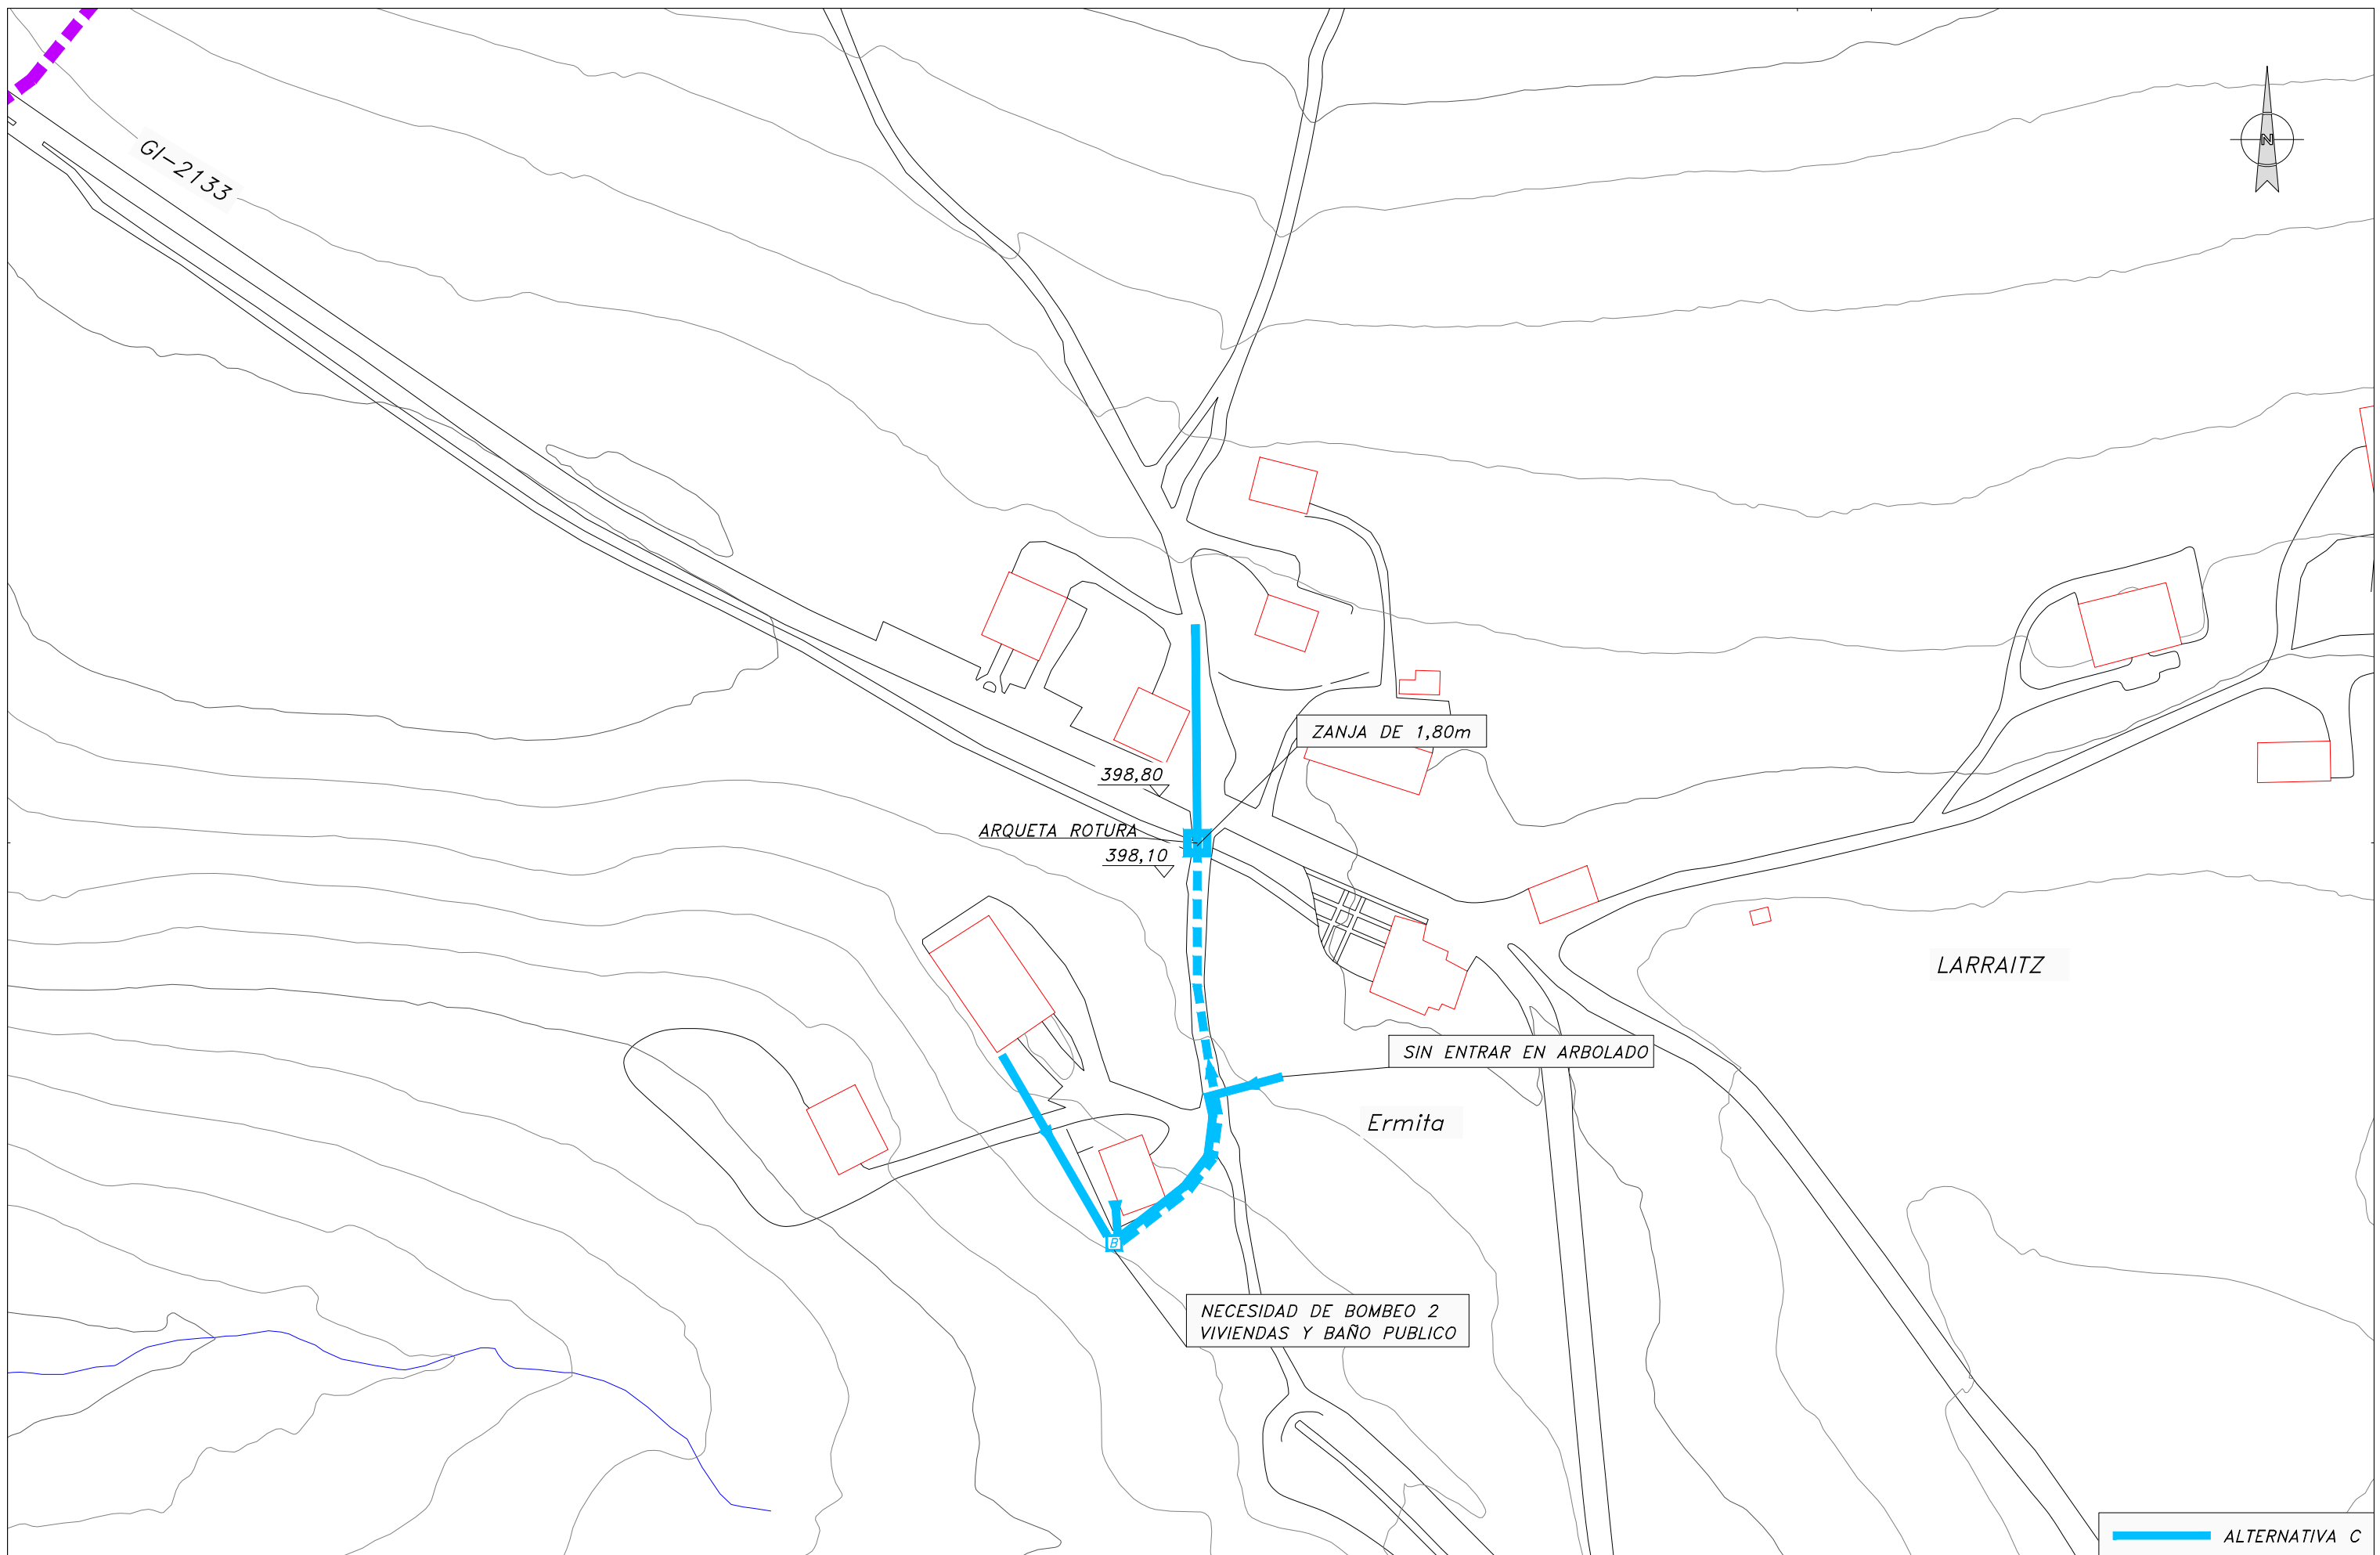 GI-2133
N
ZANJA DE 1,80m
398,80
ARQUETA ROTURA
398,10
LARRAITZ
SIN ENTRAR EN ARBOLADO
Ermita
B
NECESIDAD DE BOMBEO 2
VIVIENDAS Y BAÑO PUBLICO
ALTERNATIVA C